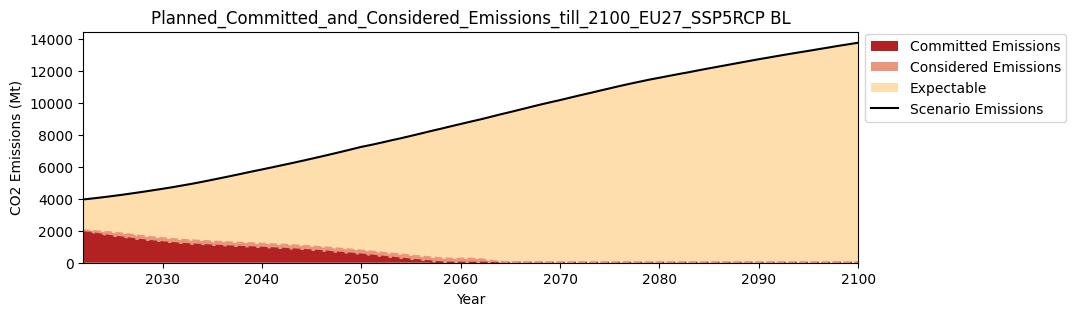 Planned_Committed_and_Considered_Emissions_till_2100_EU27_SSP5RCP BL
14000
12000
10000
8000
6000
4000
2000
0
CO2 Emissions (Mt)
2030
2040
2050
2060
2070
2080
2090
2100
Year
Committed Emissions
Considered Emissions
Expectable
Scenario Emissions